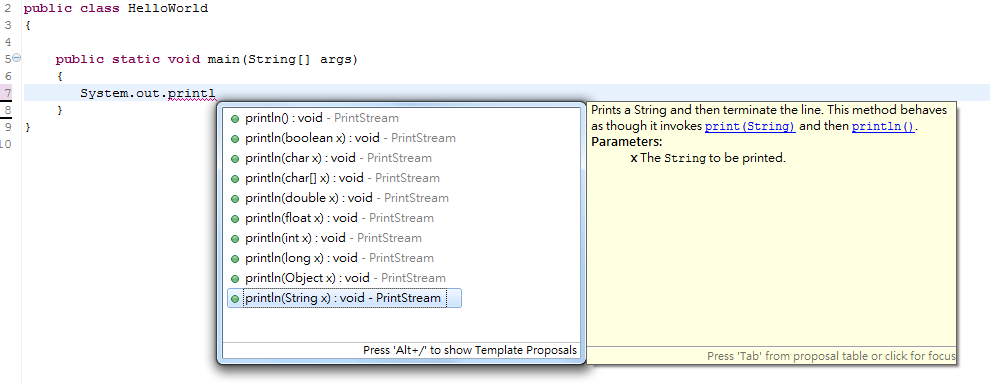 2 public class HelloWorld
3 {
4
5 public static void main(String[] args)
6 {
7 System.out.printl
8 }
9 }
10
println() : void - PrintStream
println(boolean x) : void - PrintStream
println(char x) : void - PrintStream
println(char[] x) : void - PrintStream
println(double x) : void - PrintStream
println(float x) : void - PrintStream
println(int x) : void - PrintStream
println(long x) : void - PrintStream
println(Object x) : void - PrintStream
println(String x) : void - PrintStream
Press 'Alt+/' to show Template Proposals
Prints a String and then terminate the line. This method behaves
as though it invokes print(String) and then println().
Parameters:
x The String to be printed.
Press 'Tab' from proposal table or click for focus